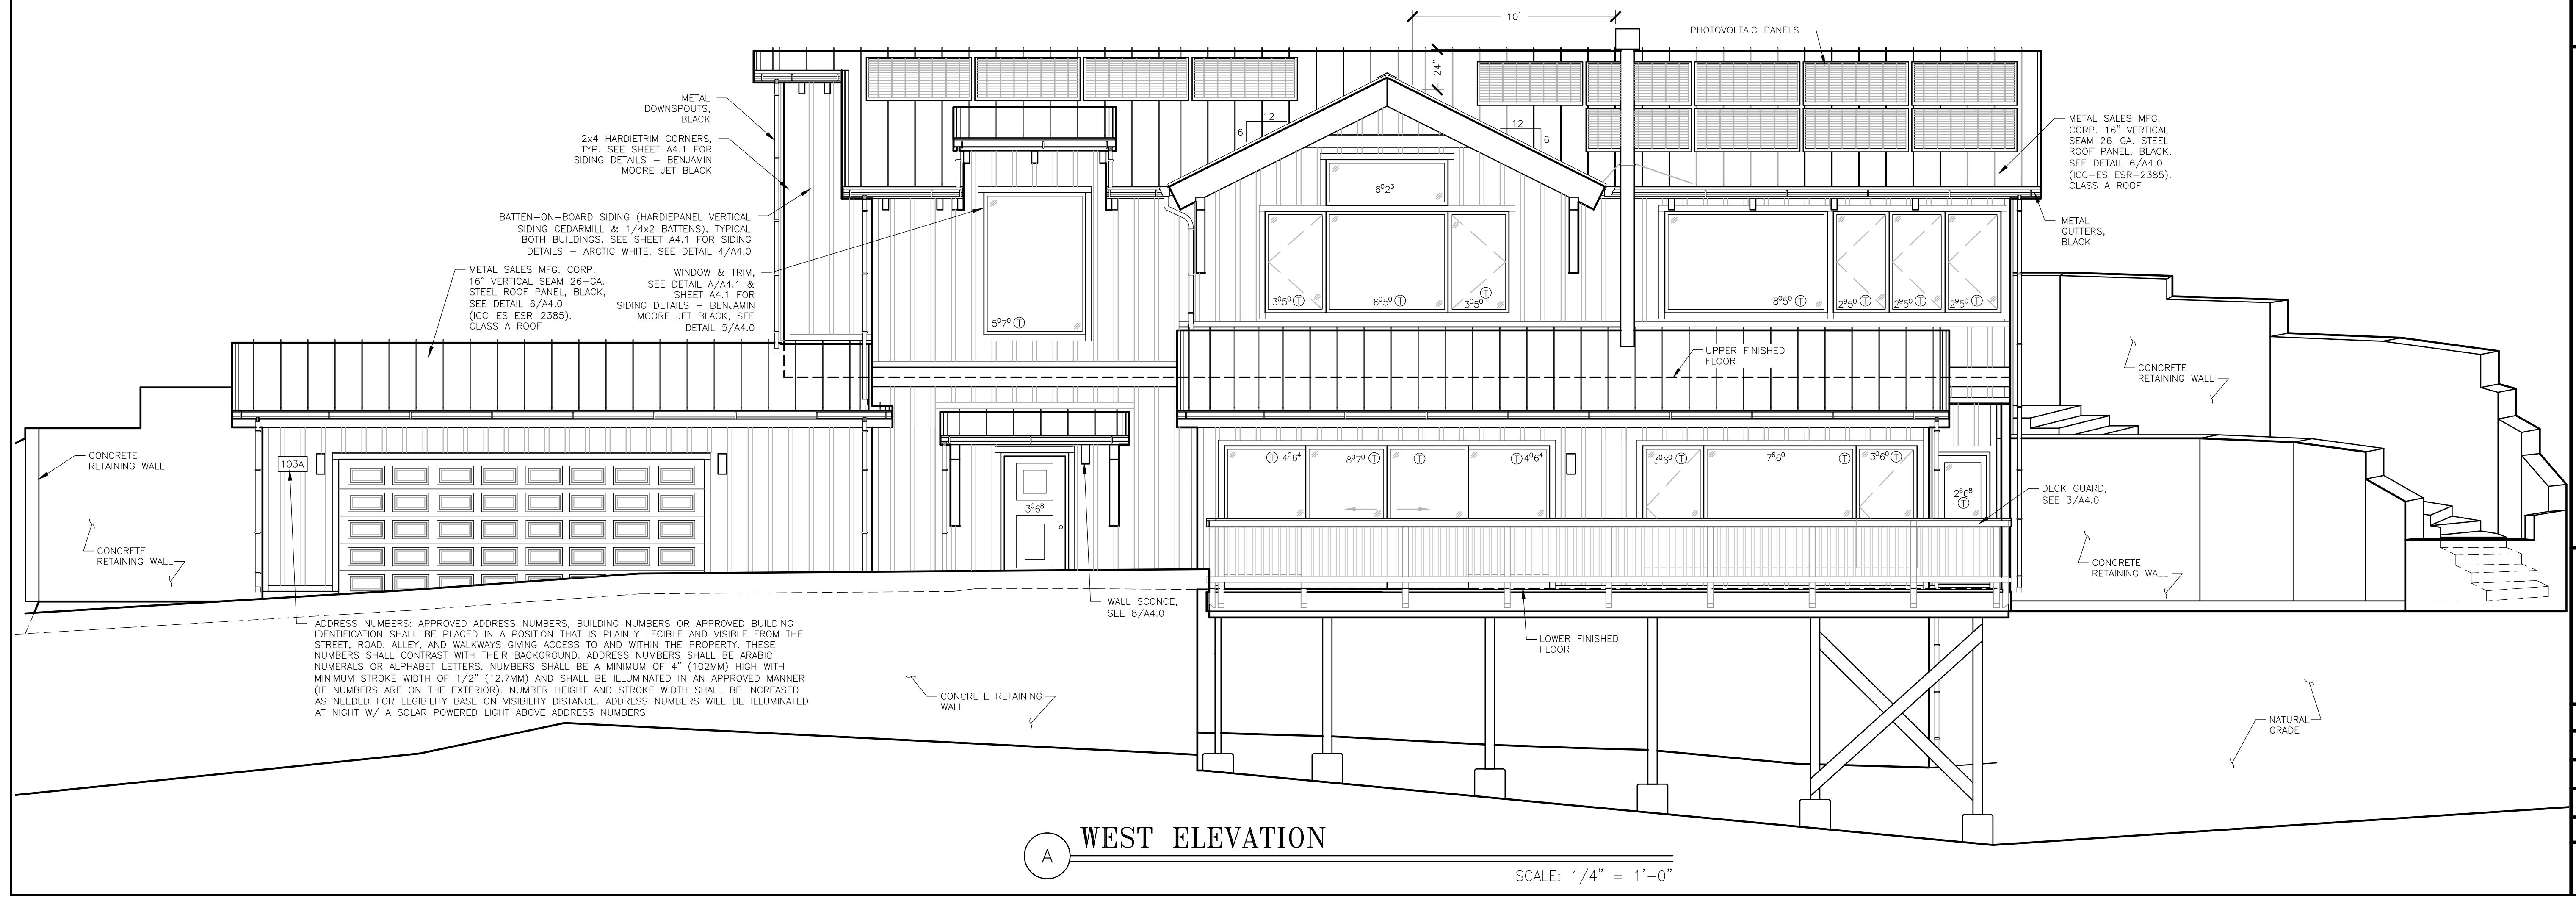 10'
PHOTOVOLTAIC PANELS
24"
METAL
DOWNSPOUTS,
BLACK
2x4 HARDIETRIM CORNERS,
TYP. SEE SHEET A4.1 FOR
SIDING DETAILS – BENJAMIN
MOORE JET BLACK
BATTEN-ON-BOARD SIDING (HARDIEPANEL VERTICAL
SIDING CEDARMILL & 1/4x2 BATTENS), TYPICAL
BOTH BUILDINGS. SEE SHEET A4.1 FOR SIDING
DETAILS – ARCTIC WHITE, SEE DETAIL 4/A4.0
METAL SALES MFG. CORP.
16" VERTICAL SEAM 26-GA.
STEEL ROOF PANEL, BLACK,
SEE DETAIL 6/A4.0
(ICC-ES ESR-2385).
CLASS A ROOF
WINDOW & TRIM,
SEE DETAIL A/A4.1 &
SHEET A4.1 FOR
SIDING DETAILS – BENJAMIN
MOORE JET BLACK, SEE
DETAIL 5/A4.0
12
6
12
6
METAL SALES MFG.
CORP. 16" VERTICAL
SEAM 26-GA. STEEL
ROOF PANEL, BLACK,
SEE DETAIL 6/A4.0
(ICC-ES ESR-2385).
CLASS A ROOF
METAL
GUTTERS,
BLACK
6⁰2³
5⁰7⁰ T
3⁰5⁰ T
6⁰5⁰ T
3⁰5⁰ T
8⁰5⁰ T
2⁹5⁰ T
2⁹5⁰ T
2⁹5⁰ T
UPPER FINISHED
FLOOR
CONCRETE
RETAINING WALL
CONCRETE
RETAINING WALL
CONCRETE
RETAINING WALL
103A
3⁰6⁸
T 4⁰6⁴
8⁰7⁰ T
T
T 4⁰6⁴
3⁰6⁰ T
7⁶6⁰ T
3⁰6⁰ T
2⁶6⁸
T
DECK GUARD,
SEE 3/A4.0
CONCRETE
RETAINING WALL
WALL SCONCE,
SEE 8/A4.0
LOWER FINISHED
FLOOR
ADDRESS NUMBERS: APPROVED ADDRESS NUMBERS, BUILDING NUMBERS OR APPROVED BUILDING
IDENTIFICATION SHALL BE PLACED IN A POSITION THAT IS PLAINLY LEGIBLE AND VISIBLE FROM THE
STREET, ROAD, ALLEY, AND WALKWAYS GIVING ACCESS TO AND WITHIN THE PROPERTY. THESE
NUMBERS SHALL CONTRAST WITH THEIR BACKGROUND. ADDRESS NUMBERS SHALL BE ARABIC
NUMERALS OR ALPHABET LETTERS. NUMBERS SHALL BE A MINIMUM OF 4" (102MM) HIGH WITH
MINIMUM STROKE WIDTH OF 1/2" (12.7MM) AND SHALL BE ILLUMINATED IN AN APPROVED MANNER
(IF NUMBERS ARE ON THE EXTERIOR). NUMBER HEIGHT AND STROKE WIDTH SHALL BE INCREASED
AS NEEDED FOR LEGIBILITY BASE ON VISIBILITY DISTANCE. ADDRESS NUMBERS WILL BE ILLUMINATED
AT NIGHT W/ A SOLAR POWERED LIGHT ABOVE ADDRESS NUMBERS
CONCRETE RETAINING
WALL
NATURAL
GRADE
A
WEST ELEVATION
SCALE: 1/4" = 1'-0"